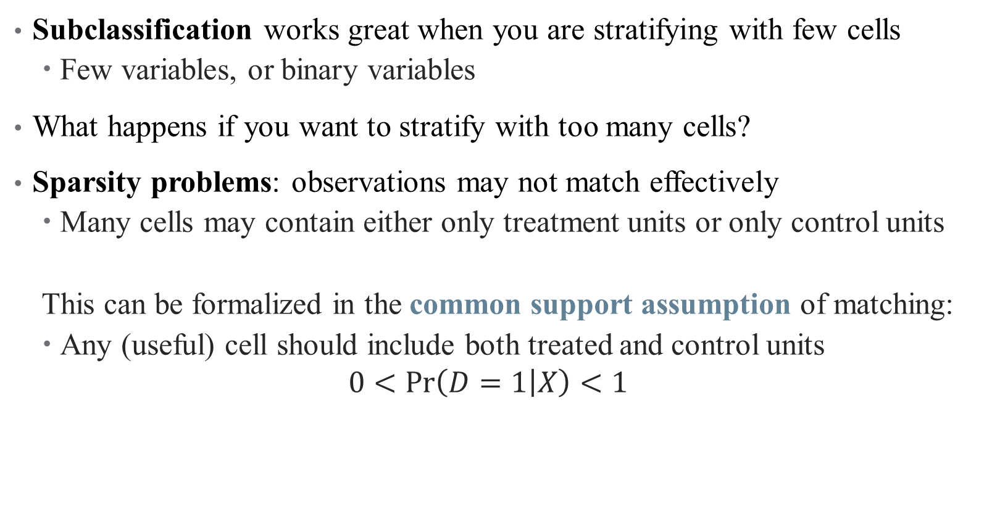 • Subclassification works great when you are stratifying with few cells
• Few variables, or binary variables
• What happens if you want to stratify with too many cells?
• Sparsity problems: observations may not match effectively
• Many cells may contain either only treatment units or only control units
This can be formalized in the common support assumption of matching:
• Any (useful) cell should include both treated and control units
0 < Pr(D = 1|X) < 1